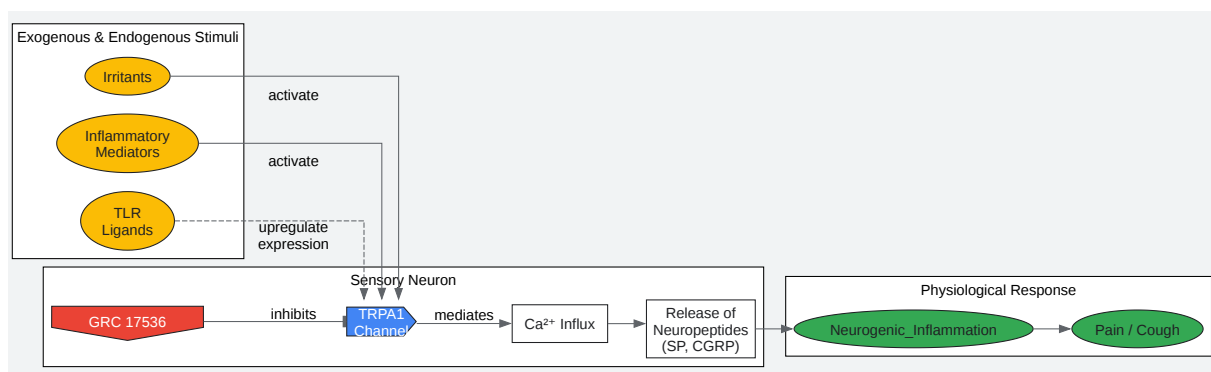 Exogenous & Endogenous Stimuli
Irritants
activate
Inflammatory
Mediators
activate
TLR
Ligands
upregulate
expression
Sensory Neuron
GRC 17536
inhibits
TRPA1
Channel
mediates
Ca²⁺ Influx
Release of
Neuropeptides
(SP, CGRP)
Physiological Response
Neurogenic_Inflammation
Pain / Cough